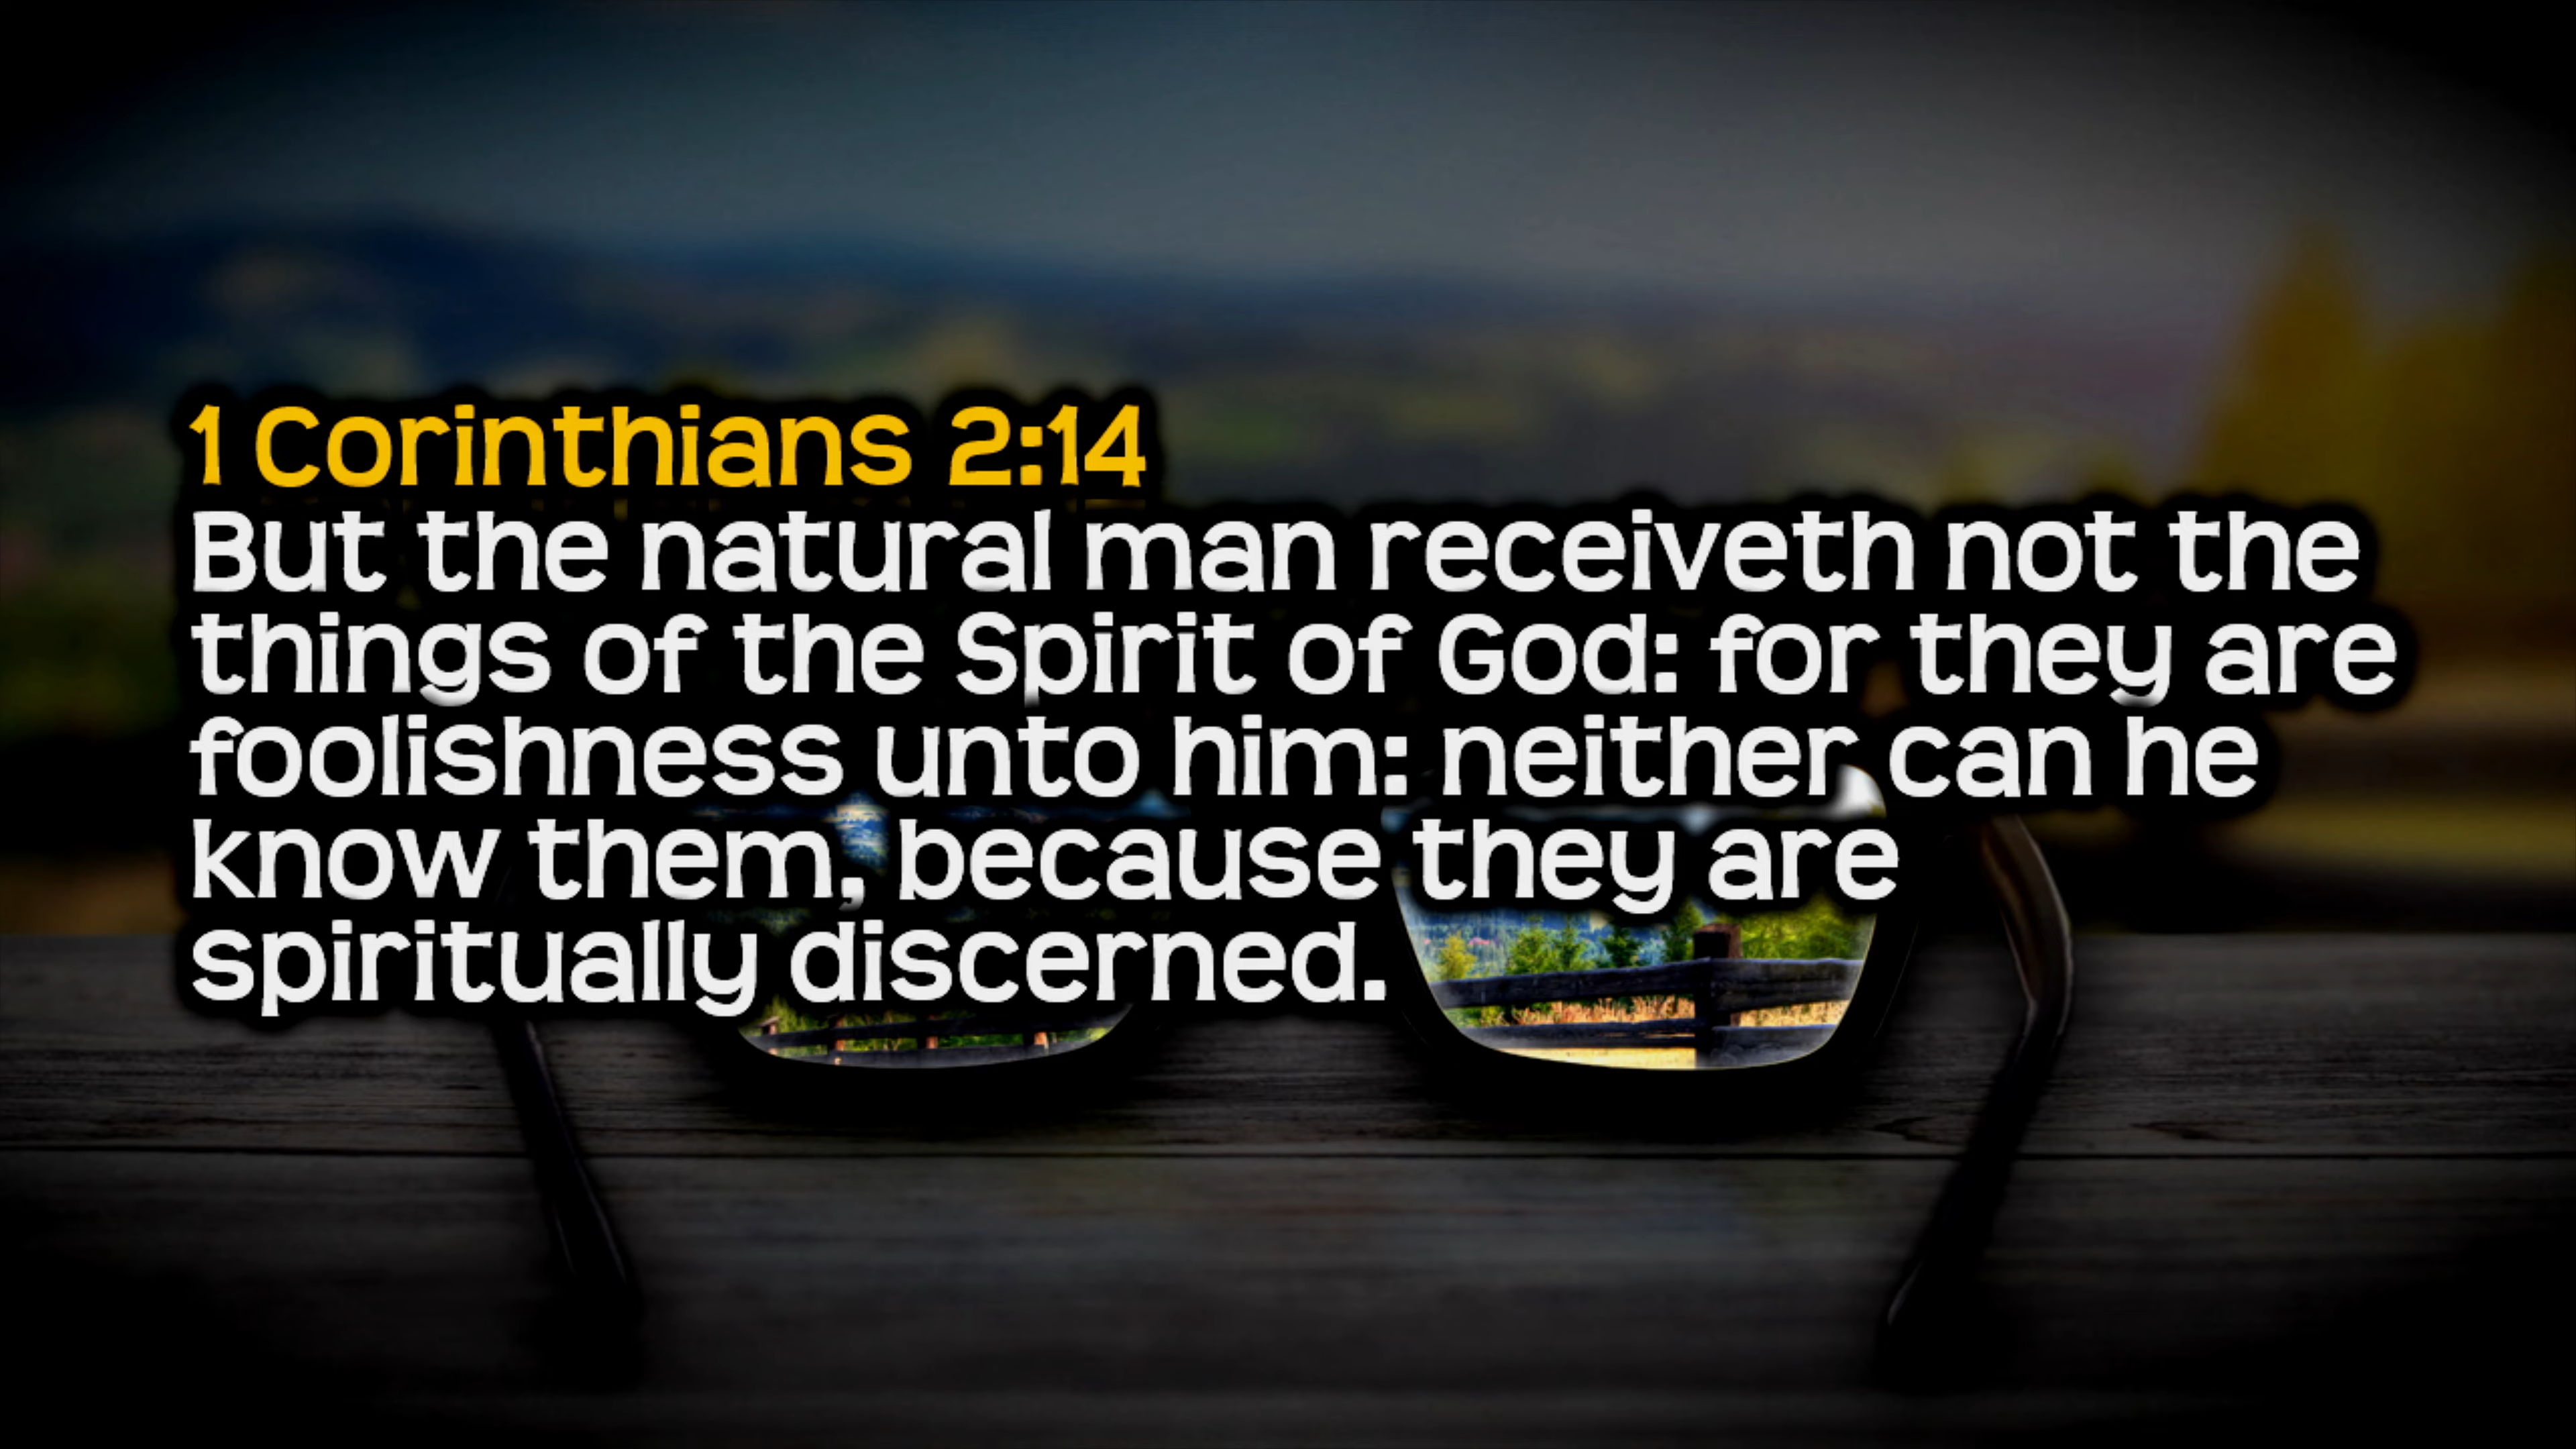 1 Corinthians 2:14
But the natural man receiveth not the
things of the Spirit of God: for they are
foolishness unto him: neither can he
know them, because they are
spiritually discerned.